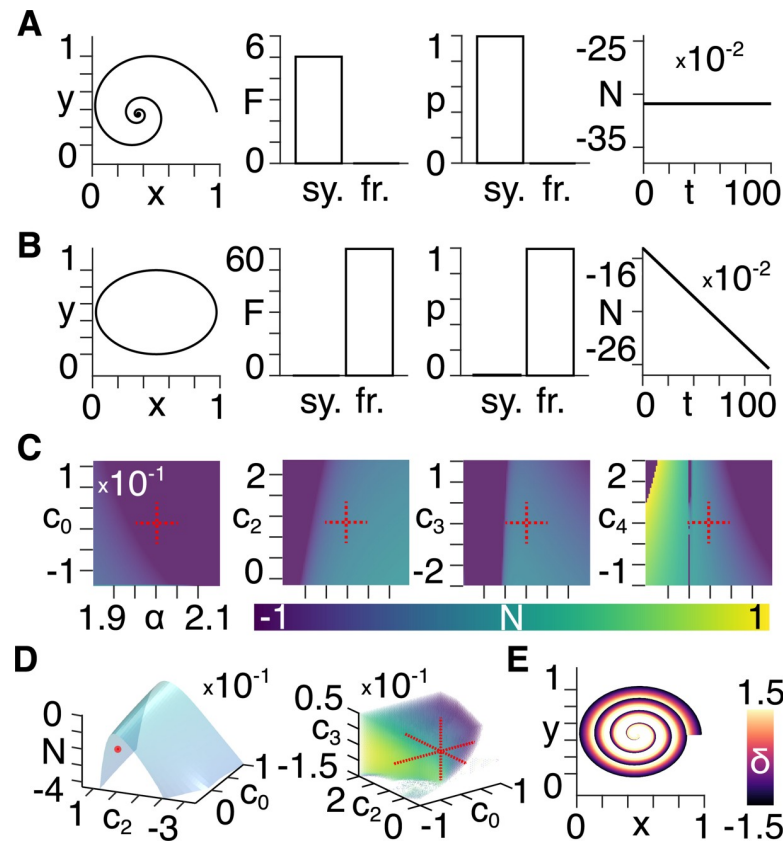 A
1
y
0
0
x
1
6
F
0
sy. fr.
1
p
0
sy. fr.
-25
x10-2
N
-35
0 t 100
B
1
y
0
0
x
1
60
F
0
sy. fr.
1
p
0
sy. fr.
-16
x10-2
N
-26
0 t 100
C
1
x10-1
c0
-1
1.9 α 2.1
2
c2
0
1
c3
-2
2
c4
-1
-1 N 1
D
x10-1
0
N
-4
1 c2 -3
0 c0 1
0.5
x10-1
c3
-1.5
2 c2 0
-1 c0 1
E
1
y
0
0 x 1
1.5
δ
-1.5